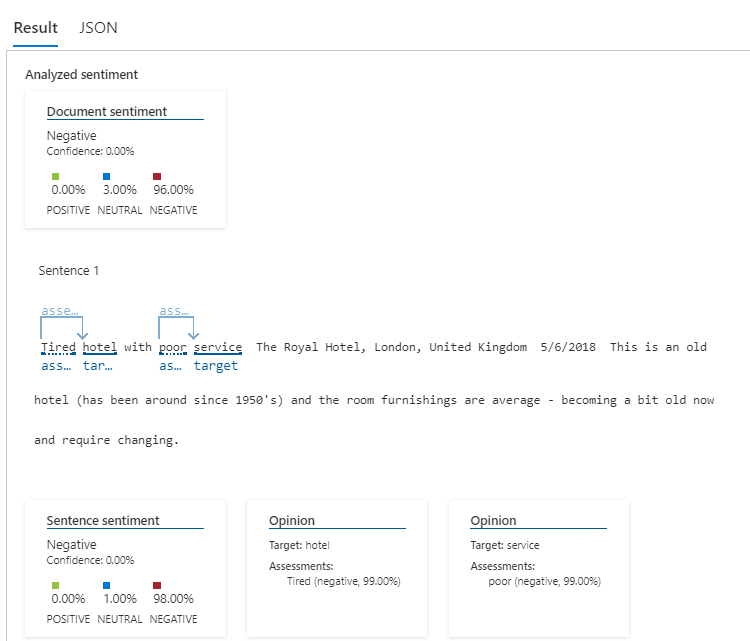 Result JSON
Analyzed sentiment
Document sentiment
Negative
Confidence: 0.00%
0.00% 3.00% 96.00%
POSITIVE NEUTRAL NEGATIVE
Sentence 1
asse... ass...
Tired hotel with poor service The Royal Hotel, London, United Kingdom 5/6/2018 This is an old
ass... tar... as... target
hotel (has been around since 1950's) and the room furnishings are average - becoming a bit old now
and require changing.
Sentence sentiment
Negative
Confidence: 0.00%
0.00% 1.00% 98.00%
POSITIVE NEUTRAL NEGATIVE
Opinion
Target: hotel
Assessments:
Tired (negative, 99.00%)
Opinion
Target: service
Assessments:
poor (negative, 99.00%)